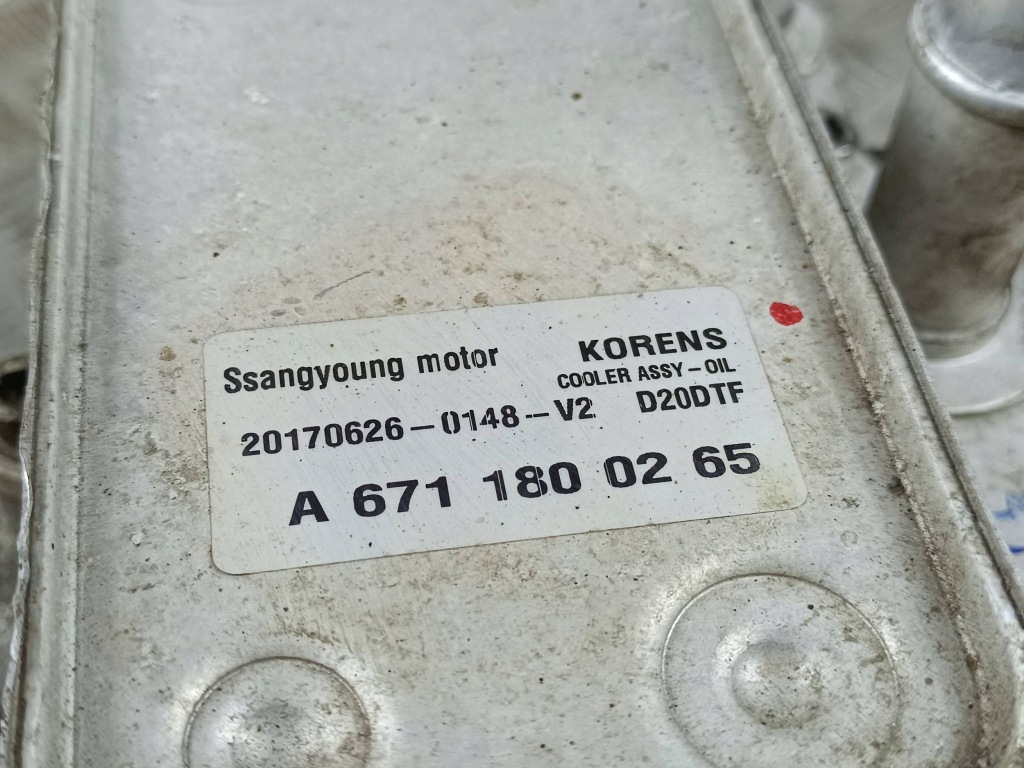 Ssangyoung motor
KORENS
COOLER ASSY-OIL
20170626-0148-V2
D20DTF
A 671 180 02 65